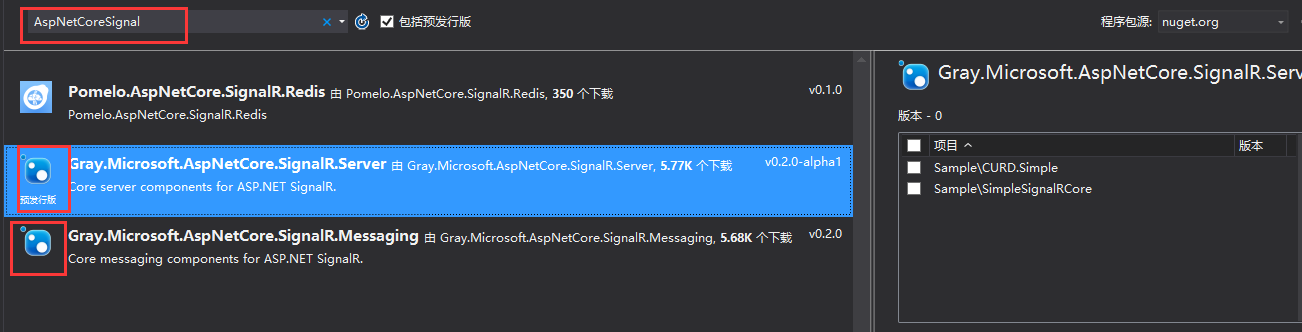 AspNetCoreSignal
包括预发行版
程序包源: nuget.org
Pomelo.AspNetCore.SignalR.Redis 由 Pomelo.AspNetCore.SignalR.Redis, 350 个下载 v0.1.0
Pomelo.AspNetCore.SignalR.Redis
Gray.Microsoft.AspNetCore.SignalR.Server 由 Gray.Microsoft.AspNetCore.SignalR.Server, 5.77K 个下载 v0.2.0-alpha1
Core server components for ASP.NET SignalR.
预发行版
Gray.Microsoft.AspNetCore.SignalR.Messaging 由 Gray.Microsoft.AspNetCore.SignalR.Messaging, 5.68K 个下载 v0.2.0
Core messaging components for ASP.NET SignalR.
Gray.Microsoft.AspNetCore.SignalR.Serv
版本 - 0
项目 版本
Sample\CURD.Simple
Sample\SimpleSignalRCore